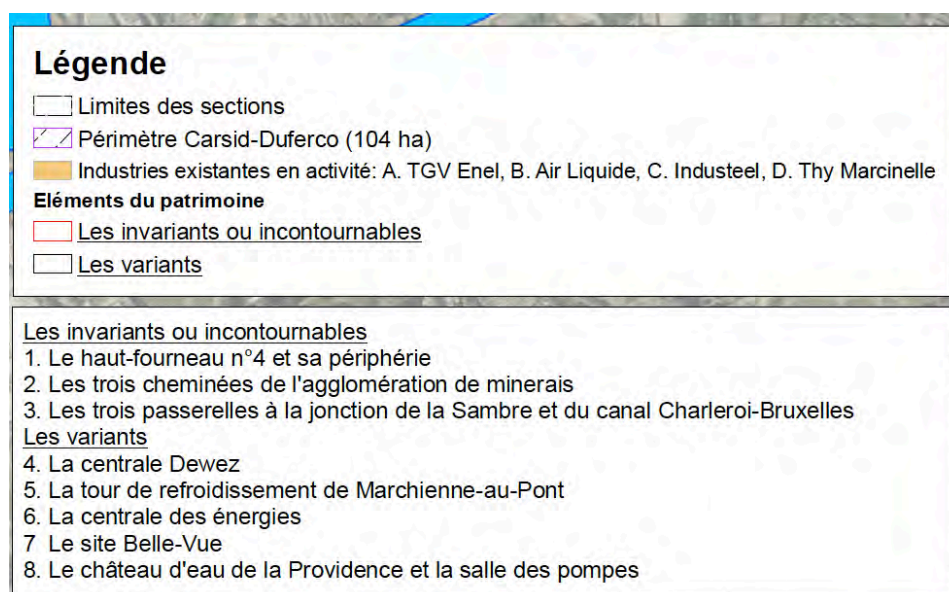 Légende
Limites des sections
Périmètre Carsid-Duferco (104 ha)
Industries existantes en activité: A. TGV Enel, B. Air Liquide, C. Industeel, D. Thy Marcinelle
Eléments du patrimoine
Les invariants ou incontournables
Les variants
Les invariants ou incontournables
1. Le haut-fourneau n°4 et sa périphérie
2. Les trois cheminées de l'agglomération de minerais
3. Les trois passerelles à la jonction de la Sambre et du canal Charleroi-Bruxelles
Les variants
4. La centrale Dewez
5. La tour de refroidissement de Marchienne-au-Pont
6. La centrale des énergies
7 Le site Belle-Vue
8. Le château d'eau de la Providence et la salle des pompes